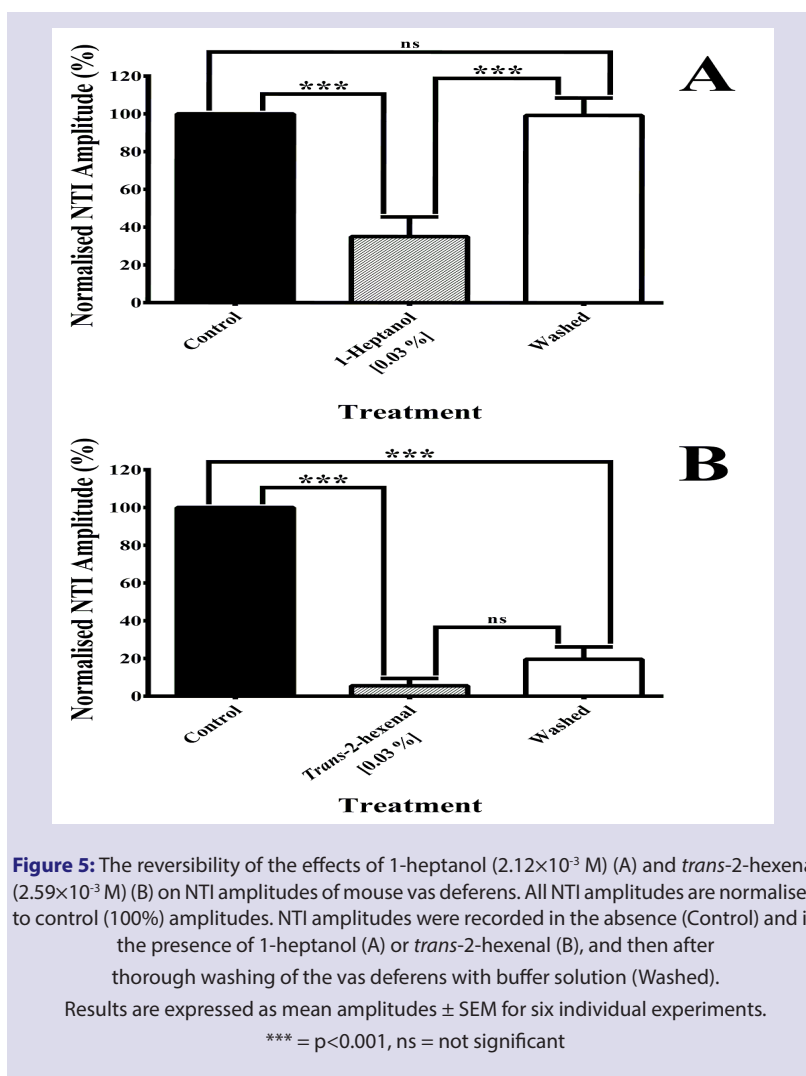 ns
A
*** ***
Normalised NTI Amplitude (%)
120
100
80
60
40
20
0
Control
1-Heptanol
[0.03 %]
Washed
Treatment
B
***
***
ns
Normalised NTI Amplitude (%)
120
100
80
60
40
20
0
Control
Trans-2-hexenal
[0.03 %]
Washed
Treatment
Figure 5: The reversibility of the effects of 1-heptanol (2.12×10⁻³ M) (A) and trans-2-hexena
(2.59×10⁻³ M) (B) on NTI amplitudes of mouse vas deferens. All NTI amplitudes are normalise
to control (100%) amplitudes. NTI amplitudes were recorded in the absence (Control) and i
the presence of 1-heptanol (A) or trans-2-hexenal (B), and then after
thorough washing of the vas deferens with buffer solution (Washed).
Results are expressed as mean amplitudes ± SEM for six individual experiments.
*** = p<0.001, ns = not significant